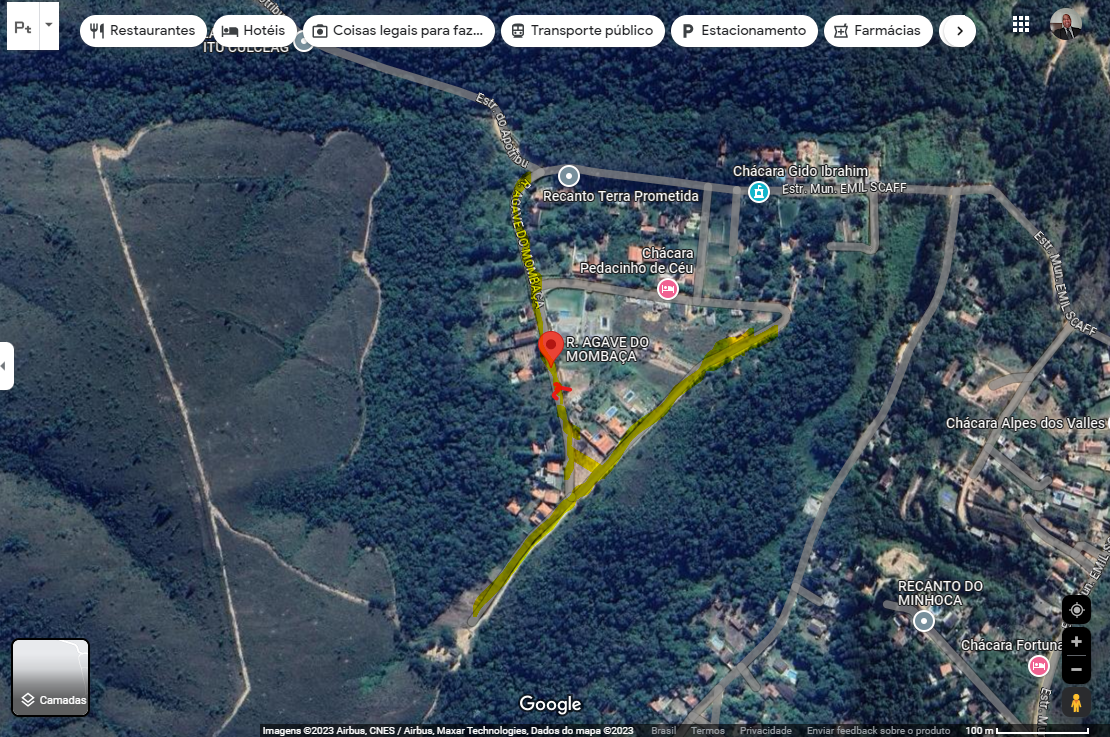 Restaurantes
Hotéis
Coisas legais para faz...
Transporte público
Estacionamento
Farmácias
ITU COLCEAG
Estr. do Apotribu
Recanto Terra Prometida
Chácara Gido Ibrahim
Estr. Mun. EMIL SCAFF
R. AGAVE DO MOMBAÇA
Chácara
Pedacinho de Céu
Estr. Mun. EMIL SCAFF
R. AGAVE DO
MOMBAÇA
Chácara Alpes dos Valles
RECANTO DO
MINHOCA
Chácara Fortuna
Camadas
Google
Imagens ©2023 Airbus, CNES / Airbus, Maxar Technologies, Dados do mapa ©2023
Brasil
Termos
Privacidade
Enviar feedback sobre o produto
100 m